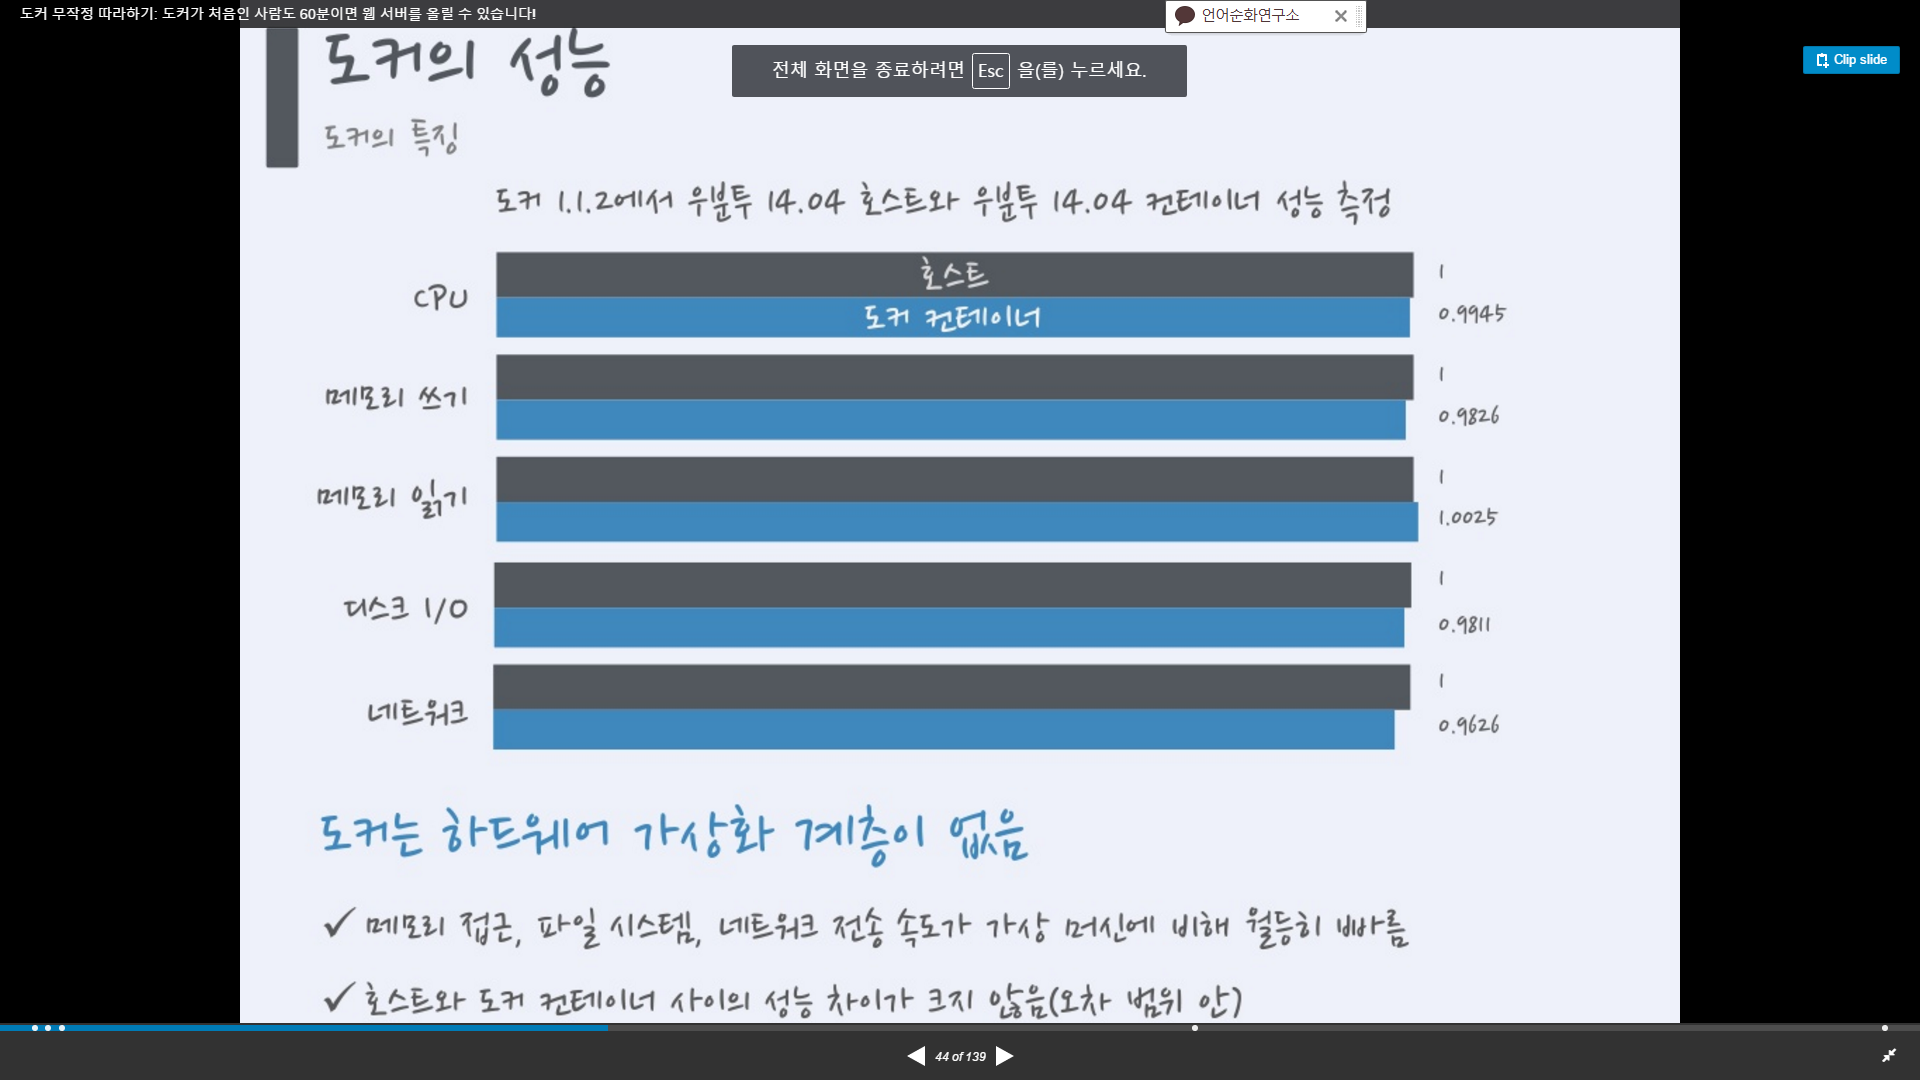 도커 무작정 따라하기: 도커가 처음인 사람도 60분이면 웹 서버를 올릴 수 있습니다!
언어순화연구소
전체 화면을 종료하려면 Esc 을(를) 누르세요.
Clip slide
도커의 성능
도커의 특징
도커 1.1.2에서 우분투 14.04 호스트와 우분투 14.04 컨테이너 성능 측정
CPU
호스트
1
도커 컨테이너
0.9945
메모리 쓰기
1
0.9826
메모리 읽기
1
1.0025
디스크 I/O
1
0.9811
네트워크
1
0.9626
도커는 하드웨어 가상화 계층이 없음
✓ 메모리 접근, 파일 시스템, 네트워크 전송 속도가 가상 머신에 비해 월등히 빠름
✓ 호스트와 도커 컨테이너 사이의 성능 차이가 크지 않음(오차 범위 안)
44 of 139